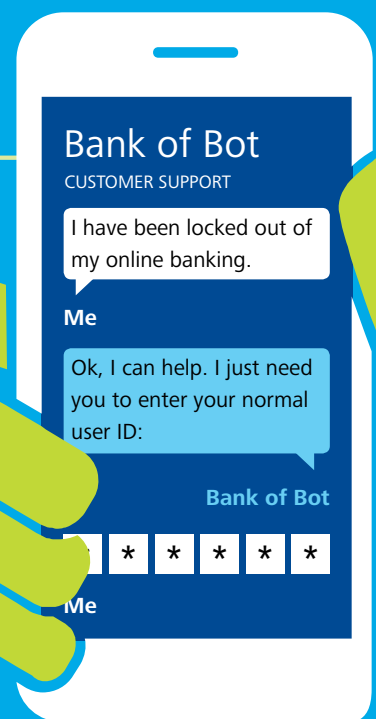 Bank of Bot
CUSTOMER SUPPORT
I have been locked out of
my online banking.
Me
Ok, I can help. I just need
you to enter your normal
user ID:
Bank of Bot
* * * * *
Me